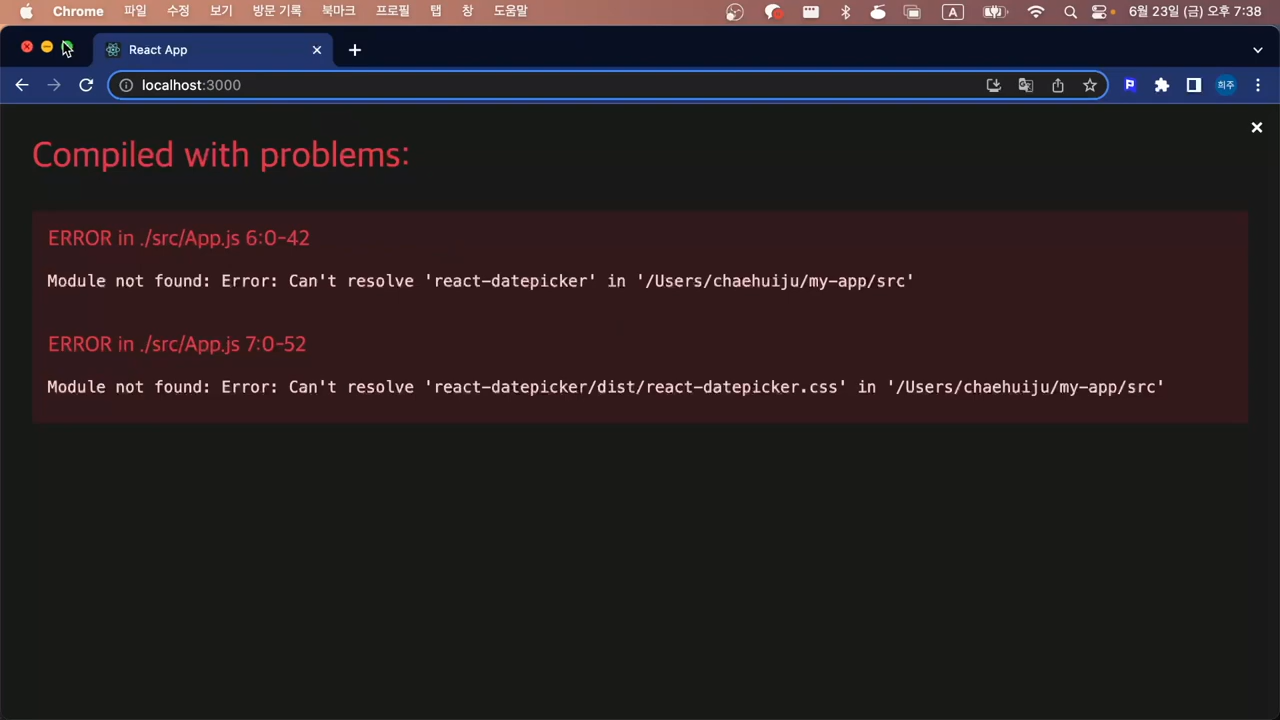 Chrome 파일 수정 보기 방문 기록 북마크 프로필 탭 창 도움말 A 6월 23일 (금) 오후 7:38
React App
localhost:3000 희주
Compiled with problems:
ERROR in ./src/App.js 6:0-42
Module not found: Error: Can't resolve 'react-datepicker' in '/Users/chaehuiju/my-app/src'
ERROR in ./src/App.js 7:0-52
Module not found: Error: Can't resolve 'react-datepicker/dist/react-datepicker.css' in '/Users/chaehuiju/my-app/src'